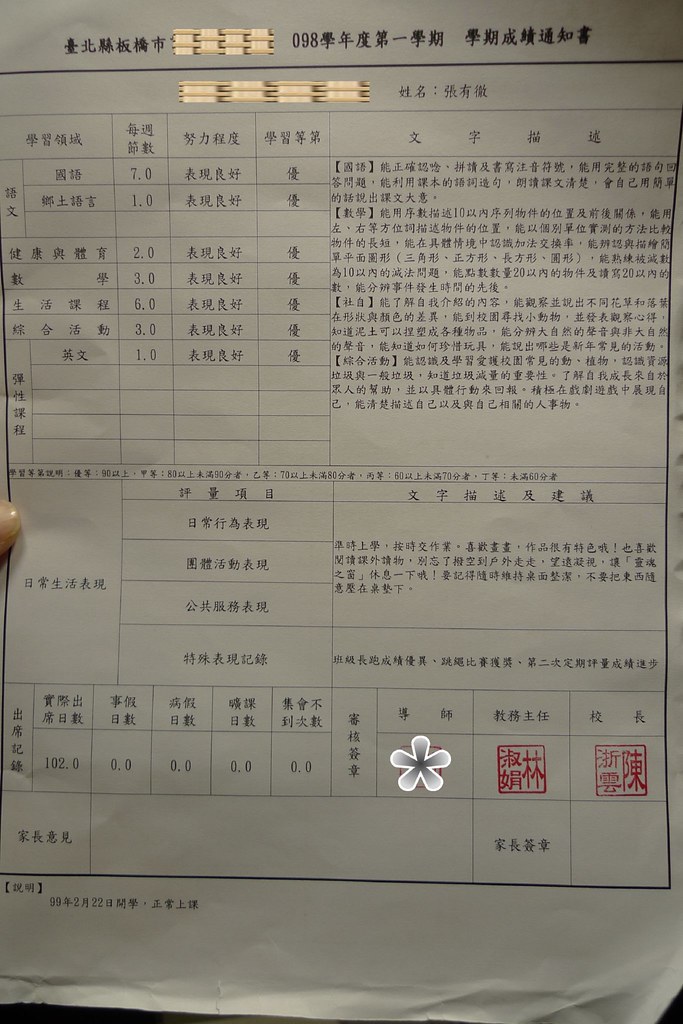 臺北縣板橋市 098學年度第一學期 學期成績通知書
姓名：張有徹
學習領域 每週節數 努力程度 學習等第 文字描述
語文 國語 7.0 表現良好 優
鄉土語言 1.0 表現良好 優
健康與體育 2.0 表現良好 優
數學 3.0 表現良好 優
生活課程 6.0 表現良好 優
綜合活動 3.0 表現良好 優
彈性課程 英文 1.0 表現良好 優
【國語】能正確認唸、拼讀及書寫注音符號，能用完整的語句回
答問題，能利用課本的語詞造句，朗讀課文清楚，會自己用簡單
的話說出課文大意。
【數學】能用序數描述10以內序列物件的位置及前後關係，能用
左、右等方位詞描述物件的位置，能以個別單位實測的方法比較
物件的長短，能在具體情境中認識加法交換率，能辨認與描繪簡
單平面圖形（三角形、正方形、長方形、圓形），能熟練被減數
為10以內的減法問題，能點數數量20以內的物件及讀寫20以內的
數，能分辨事件發生時間的先後。
【社自】能了解自我介紹的內容，能觀察並說出不同花草和落葉
在形狀與顏色的差異，能到校園尋找小動物，並發表觀察心得，
知道泥土可以捏塑成各種物品，能分辨大自然的聲音與非大自然
的聲音，能知道如何珍惜玩具，能說出哪些是新年常見的活動。
【綜合活動】能認識及學習愛護校園常見的動、植物，認識資源
垃圾與一般垃圾，知道垃圾減量的重要性。了解自我成長來自於
眾人的幫助，並以具體行動來回報。積極在戲劇遊戲中展現自
己，能清楚描述自己以及與自己相關的人事物。
學習等第說明：優等：90以上，甲等：80以上未滿90分者，乙等：70以上未滿80分者，丙等：60以上未滿70分者，丁等：未滿60分者
評量項目 文字描述及建議
日常生活表現
日常行為表現
團體活動表現
公共服務表現
準時上學，按時交作業。喜歡畫畫，作品很有特色哦！也喜歡
閱讀課外讀物，別忘了撥空到戶外走走，望遠凝視，讓「靈魂
之窗」休息一下哦！要記得隨時維持桌面整潔，不要把東西隨
意壓在桌墊下。
特殊表現記錄 班級長跑成績優異、跳繩比賽獲獎、第二次定期評量成績進步
出席記錄 實際出席日數 事假日數 病假日數 曠課日數 集會不到次數 審核簽章 導師 教務主任 校長
102.0 0.0 0.0 0.0 0.0 林淑娟 陳浙雲
家長意見 家長簽章
【說明】
99年2月22日開學，正常上課